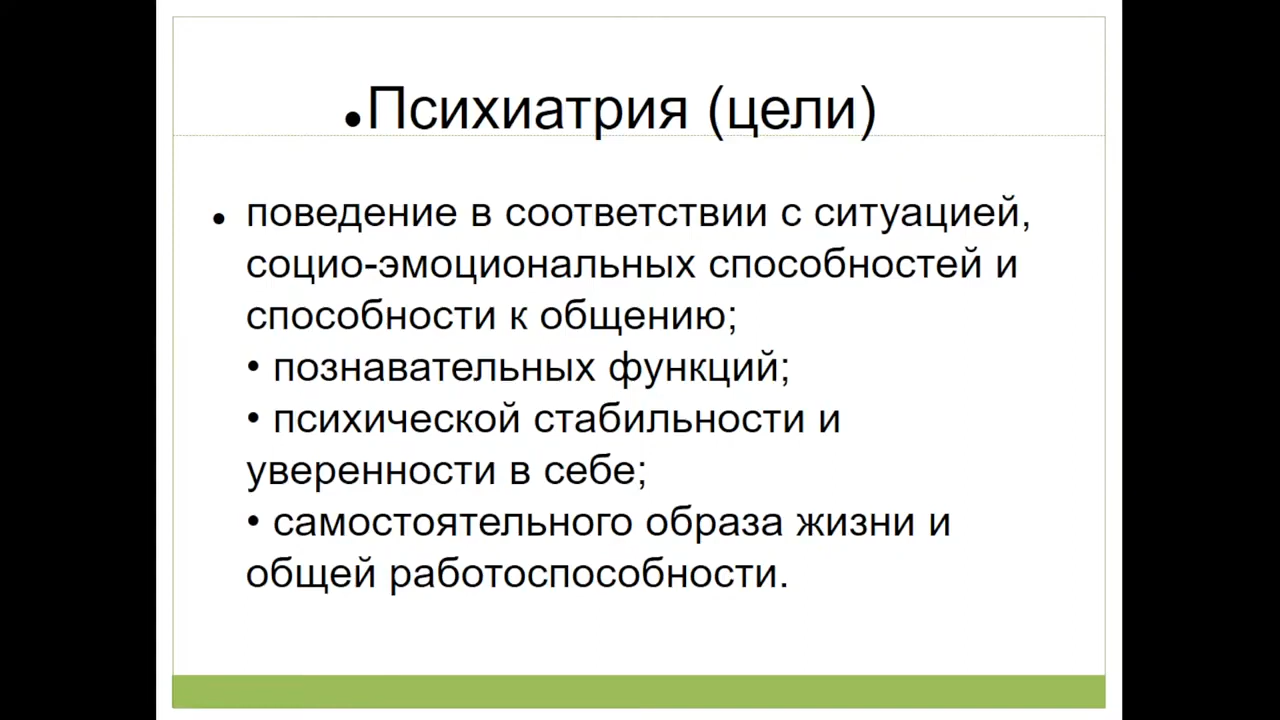 •Психиатрия (цели)
• поведение в соответствии с ситуацией,
социо-эмоциональных способностей и
способности к общению;
• познавательных функций;
• психической стабильности и
уверенности в себе;
• самостоятельного образа жизни и
общей работоспособности.